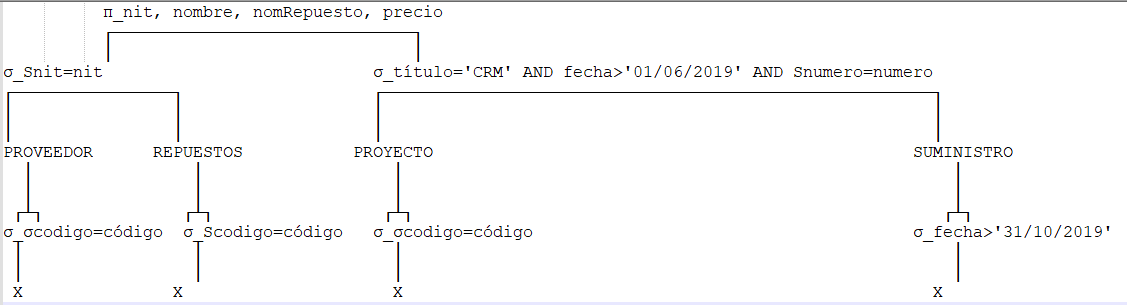 π_nit, nombre, nomRepuesto, precio
σ_Snit=nit σ_título='CRM' AND fecha>'01/06/2019' AND Snumero=numero
PROVEEDOR REPUESTOS PROYECTO SUMINISTRO
σ_σcodigo=código σ_Scodigo=código σ_σcodigo=código σ_fecha>'31/10/2019'
X X X X